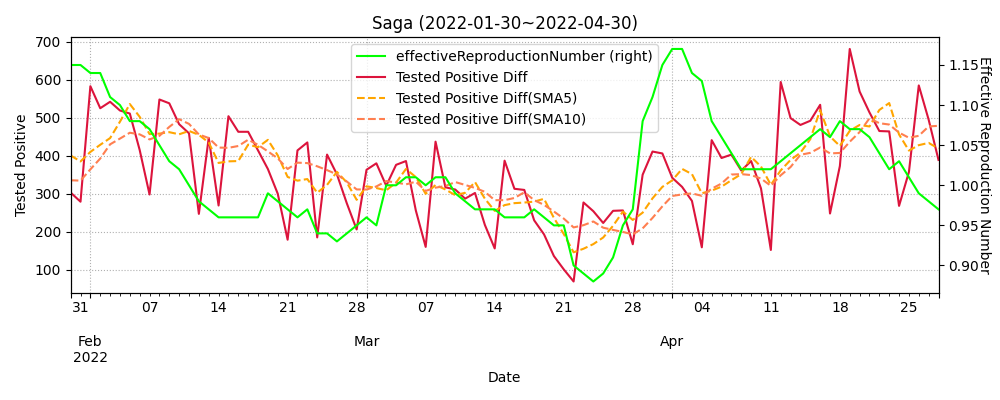 Saga (2022-01-30~2022-04-30)
effectiveReproductionNumber (right)
Tested Positive Diff
Tested Positive Diff(SMA5)
Tested Positive Diff(SMA10)
Tested Positive
700
600
500
400
300
200
100
1.15
1.10
1.05
1.00
0.95
0.90
Effective Reproduction Number
31 07 14 21 28 07 14 21 28 04 11 18 25
Feb Mar Apr
2022
Date